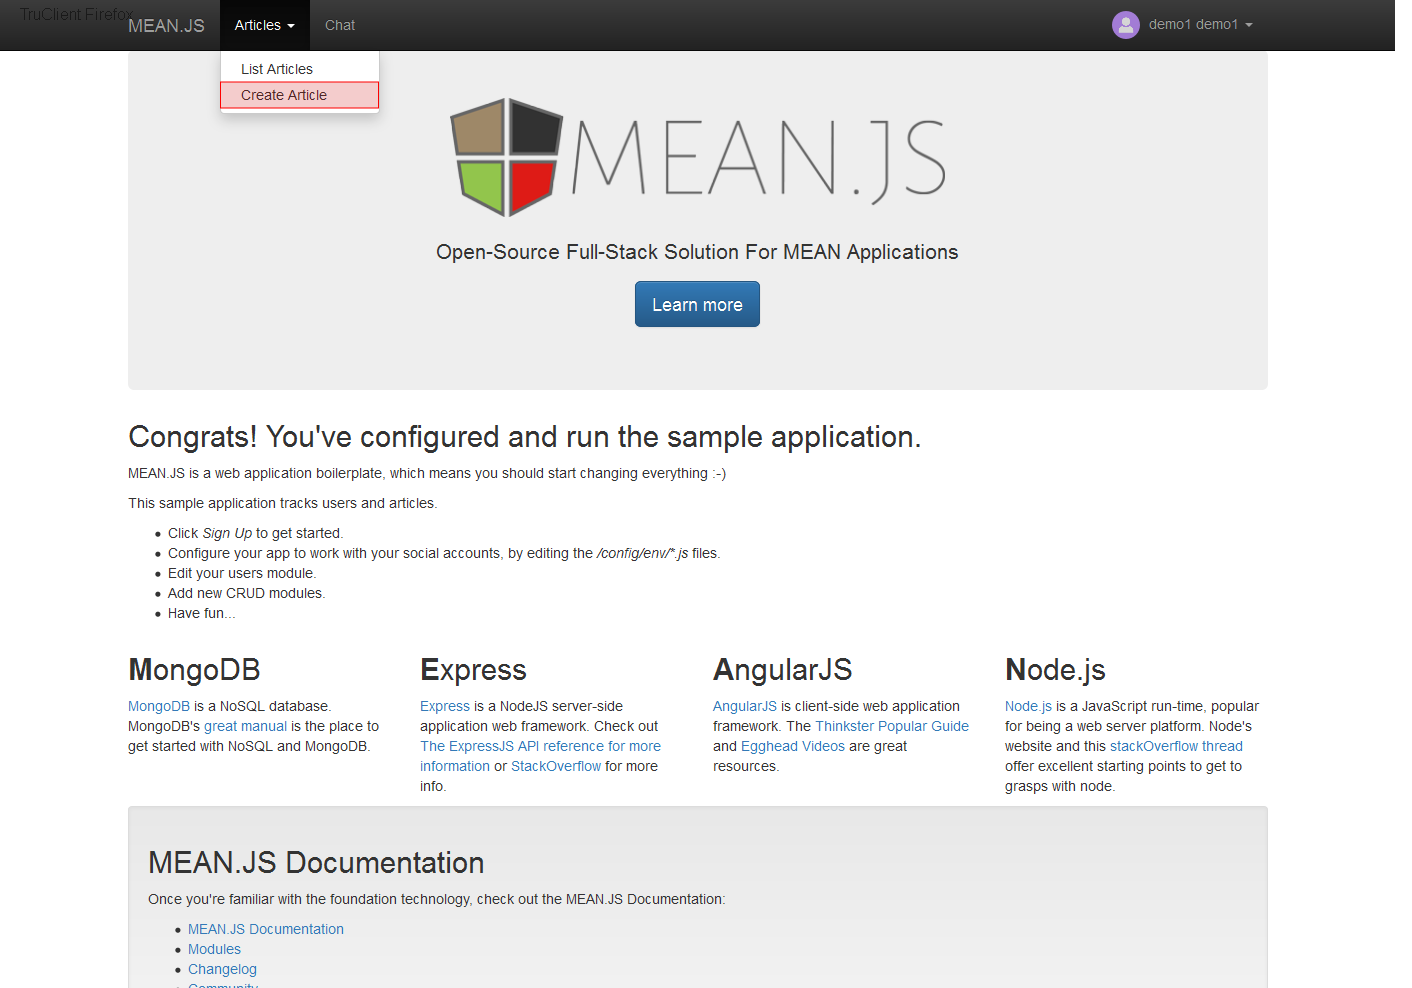 TruClient Firefox
MEAN.JS Articles Chat demo1 demo1
List Articles
Create Article
MEAN.JS
Open-Source Full-Stack Solution For MEAN Applications
Learn more
Congrats! You've configured and run the sample application.
MEAN.JS is a web application boilerplate, which means you should start changing everything :-)
This sample application tracks users and articles.
Click Sign Up to get started.
Configure your app to work with your social accounts, by editing the /config/env/*.js files.
Edit your users module.
Add new CRUD modules.
Have fun...
MongoDB
MongoDB is a NoSQL database.
MongoDB's great manual is the place to
get started with NoSQL and MongoDB.
Express
Express is a NodeJS server-side
application web framework. Check out
The ExpressJS API reference for more
information or StackOverflow for more
info.
AngularJS
AngularJS is client-side web application
framework. The Thinkster Popular Guide
and Egghead Videos are great
resources.
Node.js
Node.js is a JavaScript run-time, popular
for being a web server platform. Node's
website and this stackOverflow thread
offer excellent starting points to get to
grasps with node.
MEAN.JS Documentation
Once you're familiar with the foundation technology, check out the MEAN.JS Documentation:
MEAN.JS Documentation
Modules
Changelog
Community